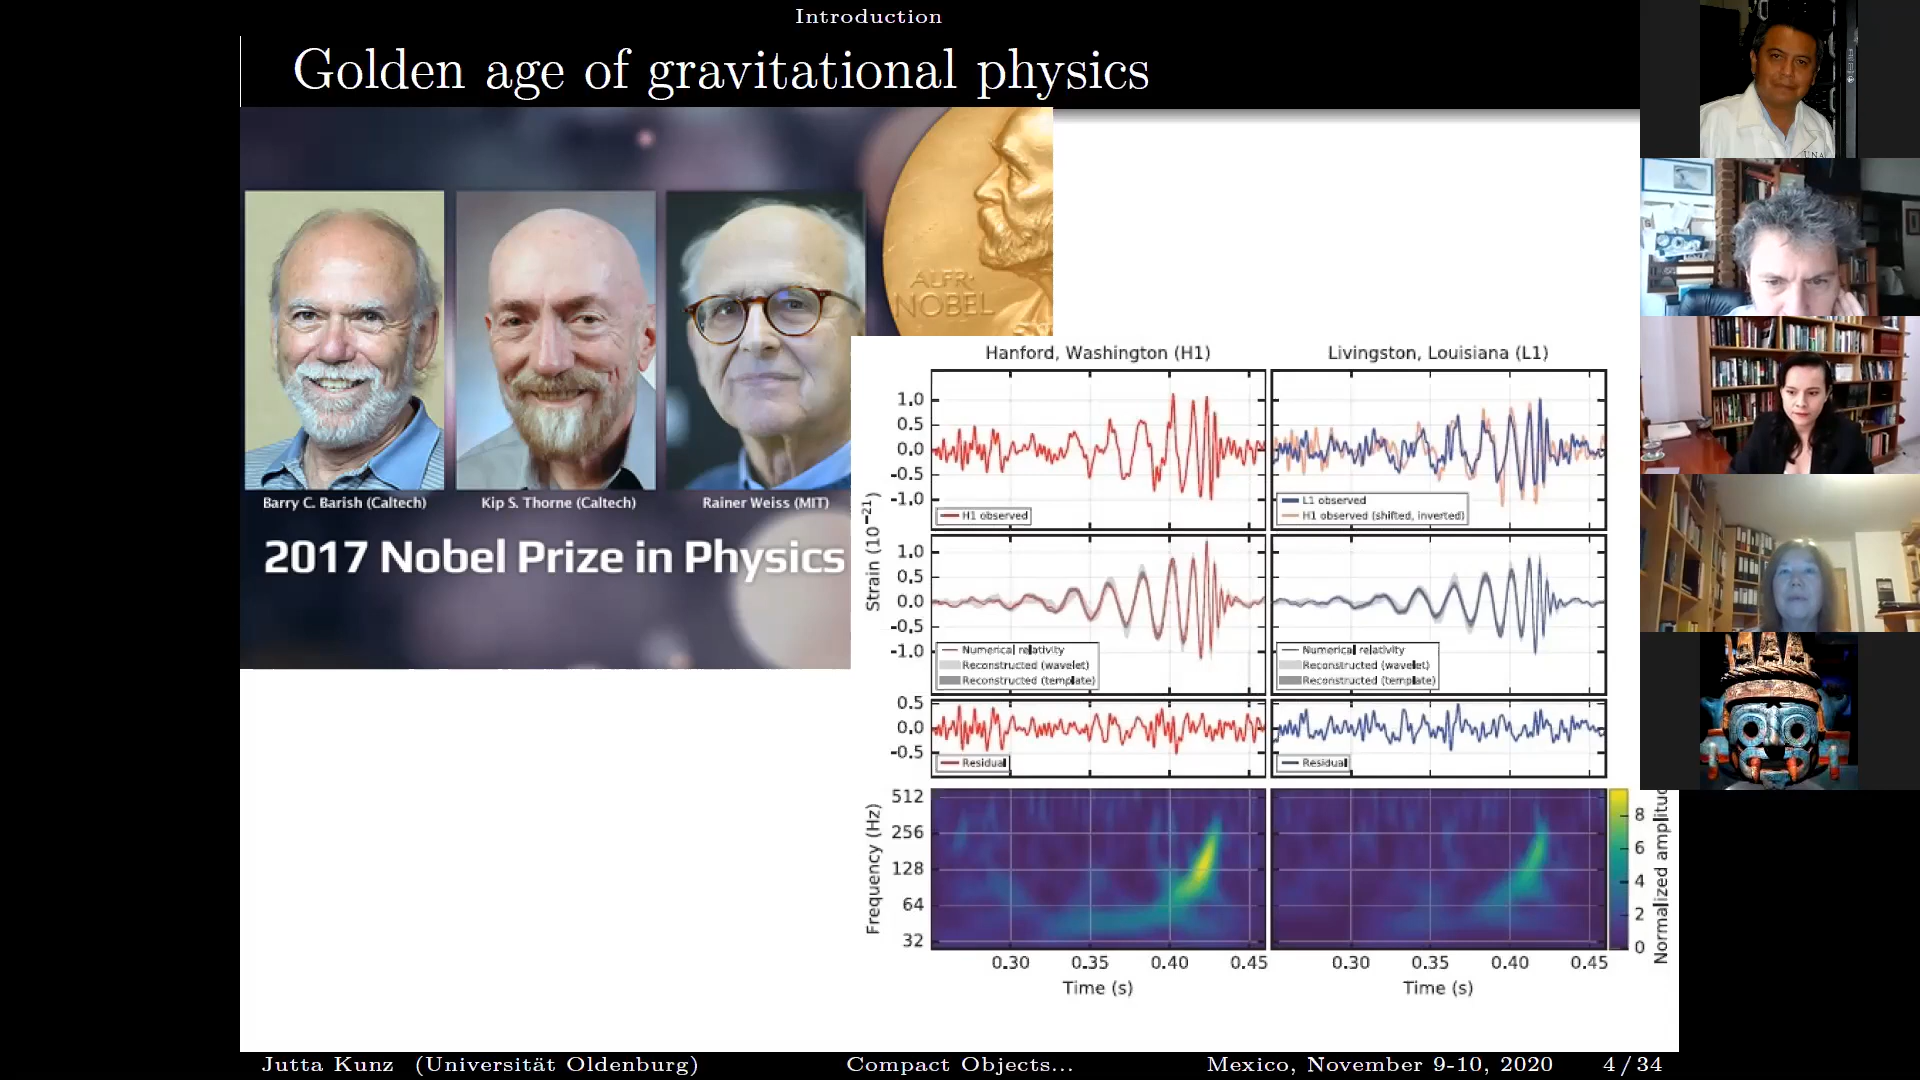 Introduction
Golden age of gravitational physics
ALFR·
NOBEL
Barry C. Barish (Caltech)
Kip S. Thorne (Caltech)
Rainer Weiss (MIT)
2017 Nobel Prize in Physics
Hanford, Washington (H1)
Livingston, Louisiana (L1)
Strain (10⁻²¹)
1.0
0.5
0.0
-0.5
-1.0
H1 observed
L1 observed
H1 observed (shifted, inverted)
1.0
0.5
0.0
-0.5
-1.0
Numerical relativity
Reconstructed (wavelet)
Reconstructed (template)
Numerical relativity
Reconstructed (wavelet)
Reconstructed (template)
0.5
0.0
-0.5
Residual
Residual
Frequency (Hz)
512
256
128
64
32
8
6
4
2
0
Normalized amplitud
0.30 0.35 0.40 0.45
0.30 0.35 0.40 0.45
Time (s)
Time (s)
Jutta Kunz (Universität Oldenburg)
Compact Objects...
Mexico, November 9-10, 2020
4 / 34